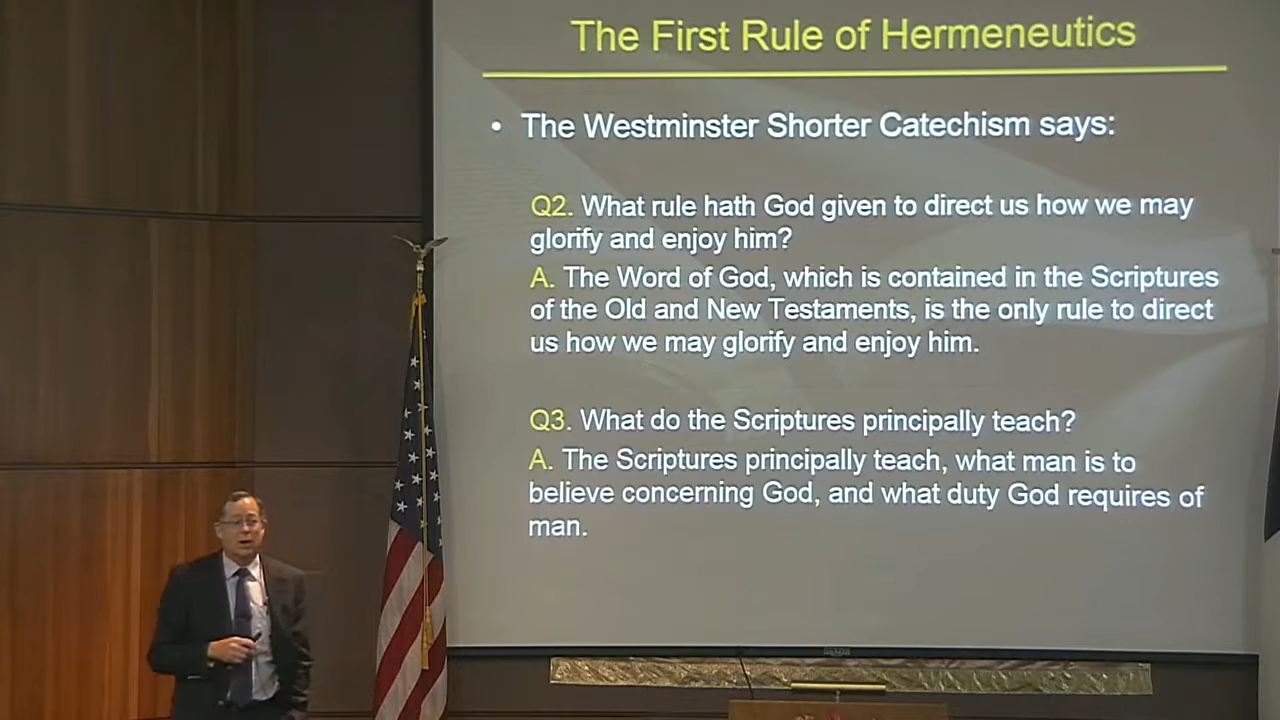 The First Rule of Hermeneutics
• The Westminster Shorter Catechism says:
Q2. What rule hath God given to direct us how we may
glorify and enjoy him?
A. The Word of God, which is contained in the Scriptures
of the Old and New Testaments, is the only rule to direct
us how we may glorify and enjoy him.
Q3. What do the Scriptures principally teach?
A. The Scriptures principally teach, what man is to
believe concerning God, and what duty God requires of
man.